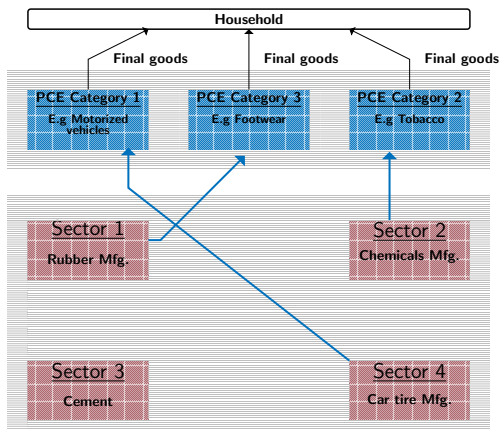 Household
Final goods
Final goods
Final goods
PCE Category 1
E.g Motorized
vehicles
PCE Category 3
E.g Footwear
PCE Category 2
E.g Tobacco
Sector 1
Rubber Mfg.
Sector 2
Chemicals Mfg.
Sector 3
Cement
Sector 4
Car tire Mfg.